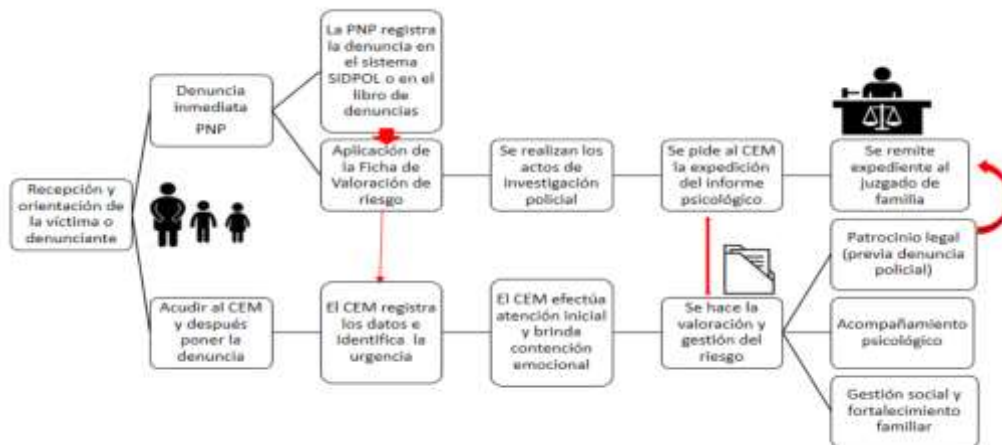 La PNP registra
la denuncia en
el sistema
SIDPOL o en el
libro de
denuncias
Denuncia
inmediata
PNP
Aplicación de
la Ficha de
Valoración de
riesgo
Se realizan los
actos de
investigación
policial
Se pide al CEM
la expedición
del informe
psicológico
Se remite
expediente al
juzgado de
familia
Recepción y
orientación de
la víctima o
denunciante
Patrocinio legal
(previa denuncia
policial)
Acudir al CEM
y después
poner la
denuncia
El CEM registra
los datos e
identifica la
urgencia
El CEM efectúa
atención inicial
y brinda
contención
emocional
Se hace la
valoración y
gestión del
riesgo
Acompañamiento
psicológico
Gestión social y
fortalecimiento
familiar